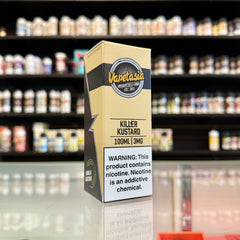 Vapetasia
KILLER
KUSTARD
100ML | 3MG
WARNING: This
product contains
nicotine. Nicotine
is an addictive
chemical.